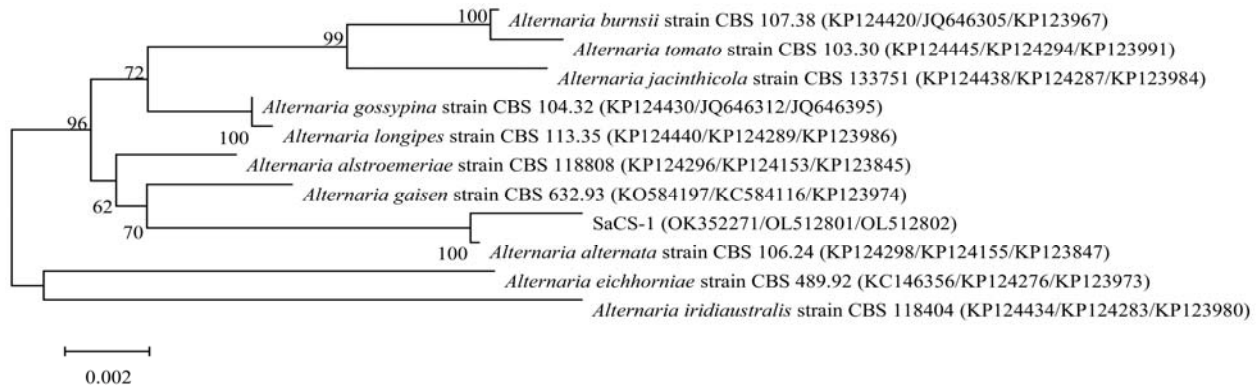 100 Alternaria burnsii strain CBS 107.38 (KP124420/JQ646305/KP123967)
99
Alternaria tomato strain CBS 103.30 (KP124445/KP124294/KP123991)
72
Alternaria jacinthicola strain CBS 133751 (KP124438/KP124287/KP123984)
Alternaria gossypina strain CBS 104.32 (KP124430/JQ646312/JQ646395)
96
100 Alternaria longipes strain CBS 113.35 (KP124440/KP124289/KP123986)
Alternaria alstroemeriae strain CBS 118808 (KP124296/KP124153/KP123845)
Alternaria gaisen strain CBS 632.93 (KO584197/KC584116/KP123974)
62
SaCS-1 (OK352271/OL512801/OL512802)
70
100 Alternaria alternata strain CBS 106.24 (KP124298/KP124155/KP123847)
Alternaria eichhorniae strain CBS 489.92 (KC146356/KP124276/KP123973)
Alternaria iridiaustralis strain CBS 118404 (KP124434/KP124283/KP123980)
0.002